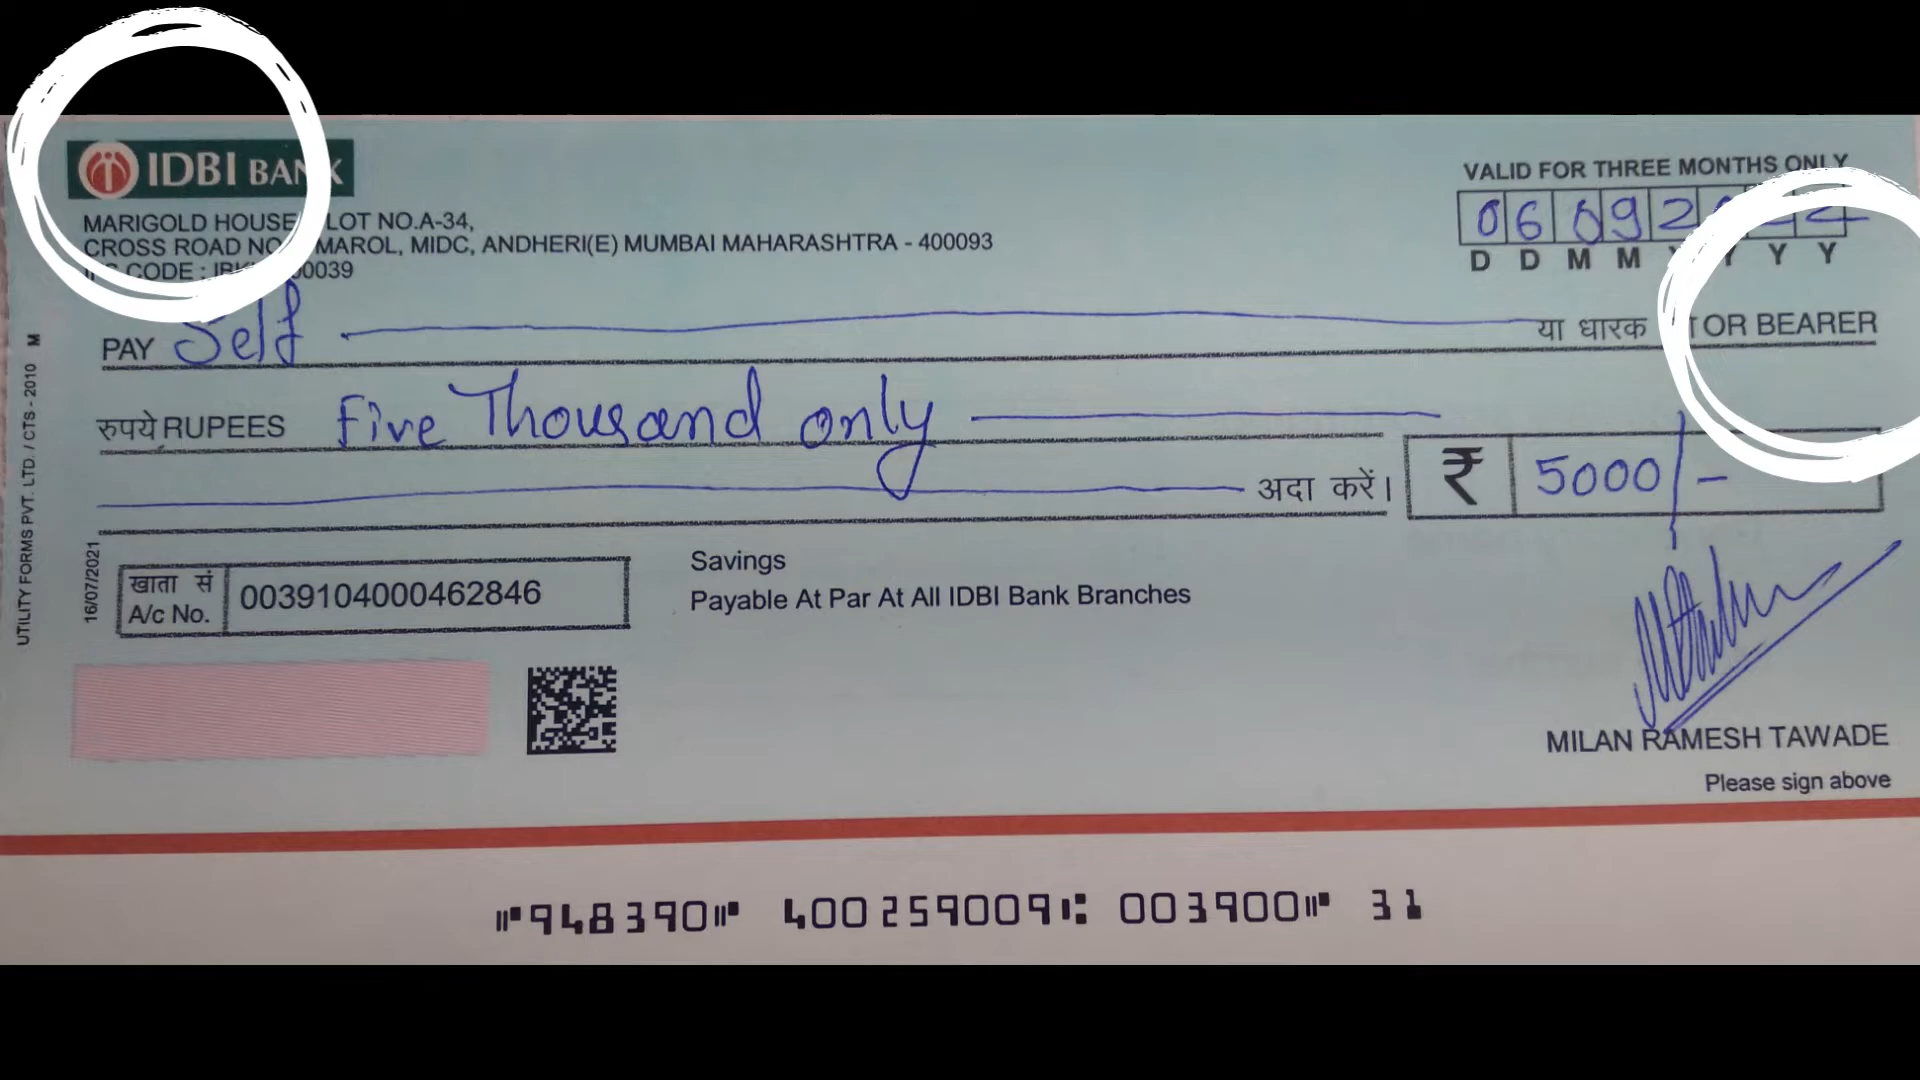 IDBI BANK
VALID FOR THREE MONTHS ONLY
0 6 0 9 2
D D M M Y Y Y
MARIGOLD HOUSE LOT NO.A-34,
CROSS ROAD NO MAROL, MIDC, ANDHERI(E) MUMBAI MAHARASHTRA - 400093
CODE : 0039
PAY Self या धारक OR BEARER
रुपये RUPEES Five Thousand only
अदा करें। ₹ 5000/-
खाता सं
A/c No. 0039104000462846
Savings
Payable At Par At All IDBI Bank Branches
MILAN RAMESH TAWADE
Please sign above
UTILITY FORMS PVT. LTD. / CTS - 2010 M
16/07/2021
⑈948390⑈ 400259009⑆ 003900⑈ 31